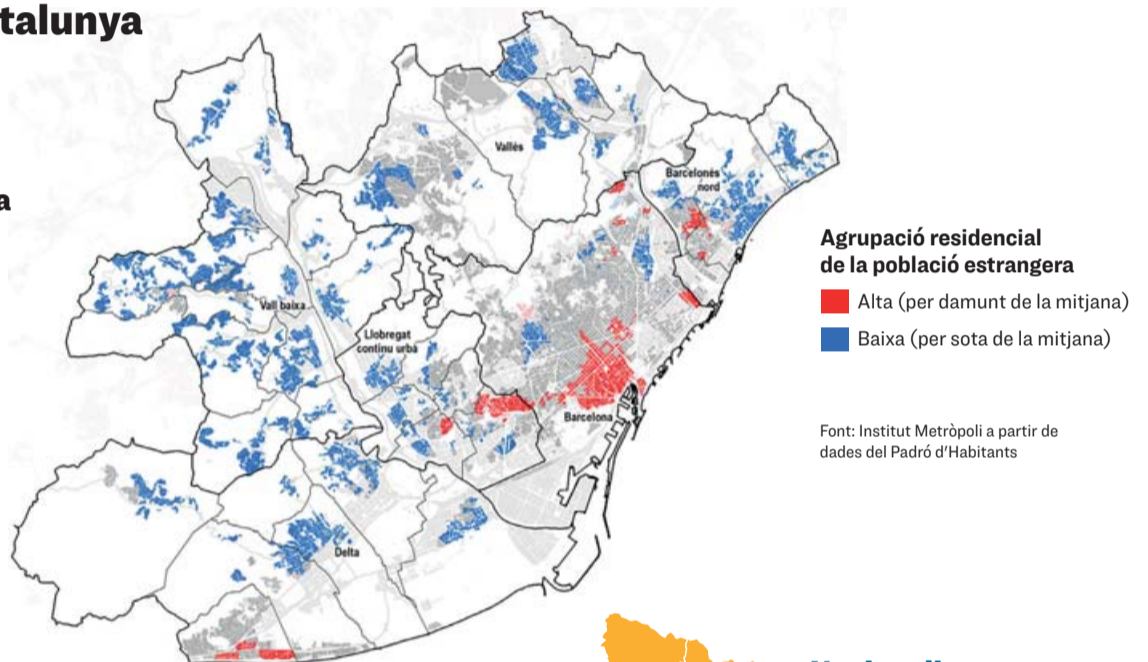 talunya
a
Vallès
Barcelonès
nord
Vall baixa
Llobregat
continu urbà
Barcelona
Delta
Agrupació residencial
de la població estrangera
Alta (per damunt de la mitjana)
Baixa (per sota de la mitjana)
Font: Institut Metròpoli a partir de
dades del Padró d'Habitants